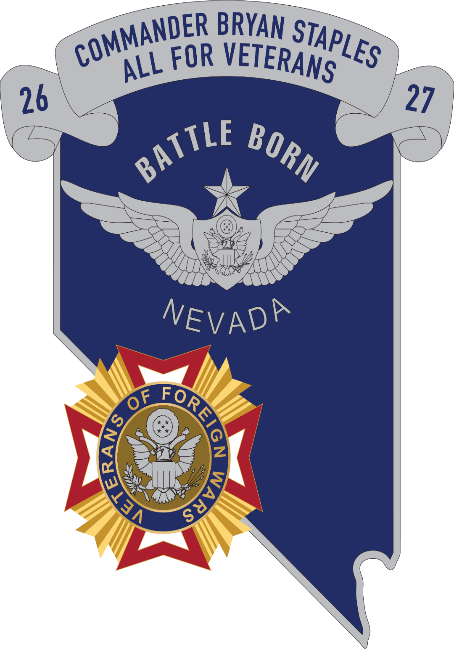 COMMANDER BRYAN STAPLES
ALL FOR VETERANS
26
27
BATTLE BORN
NEVADA
VETERANS OF FOREIGN WARS